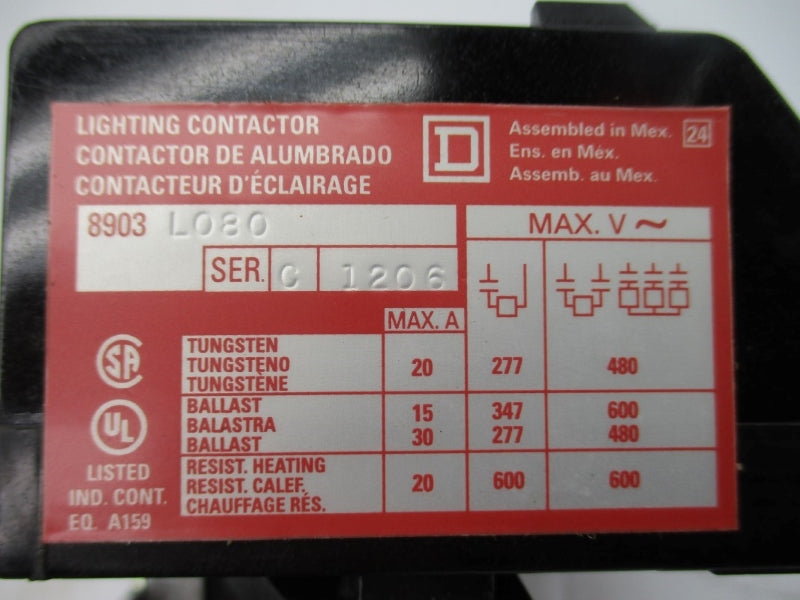 LIGHTING CONTACTOR
CONTACTOR DE ALUMBRADO
CONTACTEUR D'ÉCLAIRAGE
D
Assembled in Mex. 24
Ens. en Méx.
Assemb. au Mex.
8903 LO80
SER. C 1206
MAX. V ~
MAX. A
TUNGSTEN
TUNGSTENO 20 277 480
TUNGSTÈNE
BALLAST 15 347 600
BALASTRA 30 277 480
BALLAST
RESIST. HEATING
RESIST. CALEF. 20 600 600
CHAUFFAGE RÉS.
SA
UL
LISTED
IND. CONT.
EQ. A159